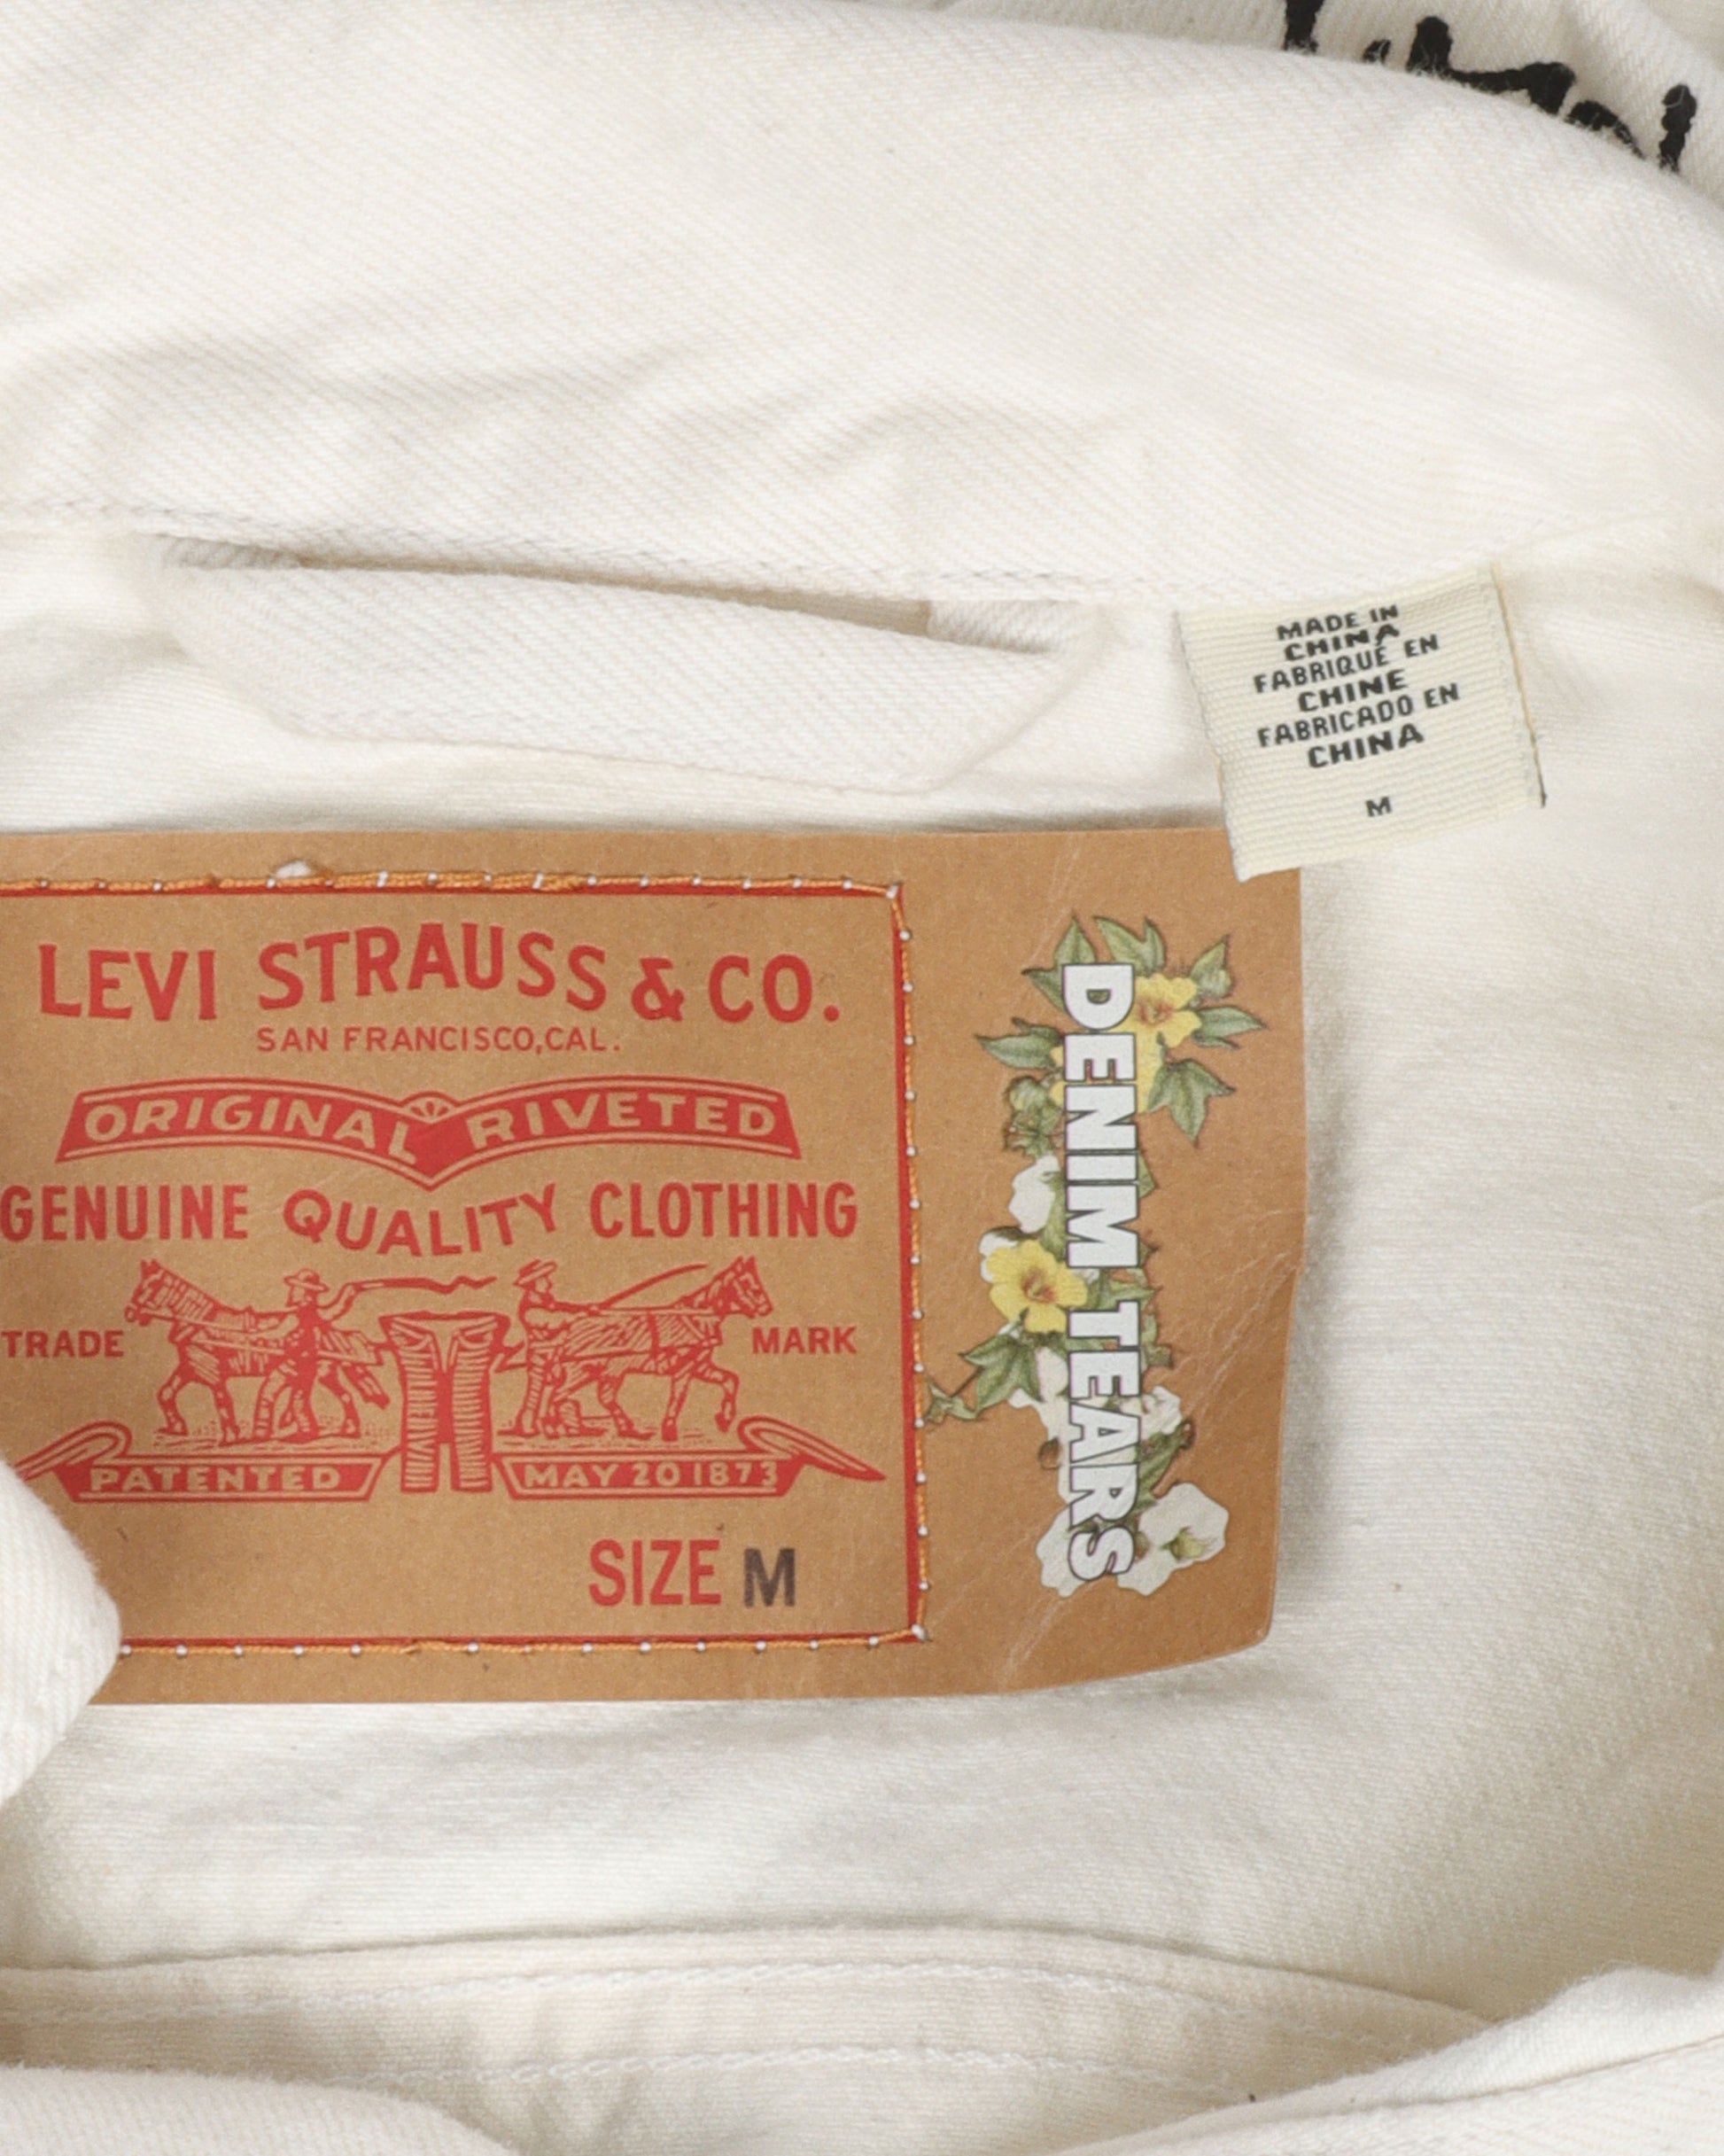 MADE IN
CHINA
FABRIQUÉ EN
CHINE
FABRICADO EN
CHINA
M
LEVI STRAUSS & CO.
SAN FRANCISCO, CAL.
ORIGINAL RIVETED
GENUINE QUALITY CLOTHING
TRADE MARK
PATENTED MAY 20 1873
SIZE M
DENIM TEARS